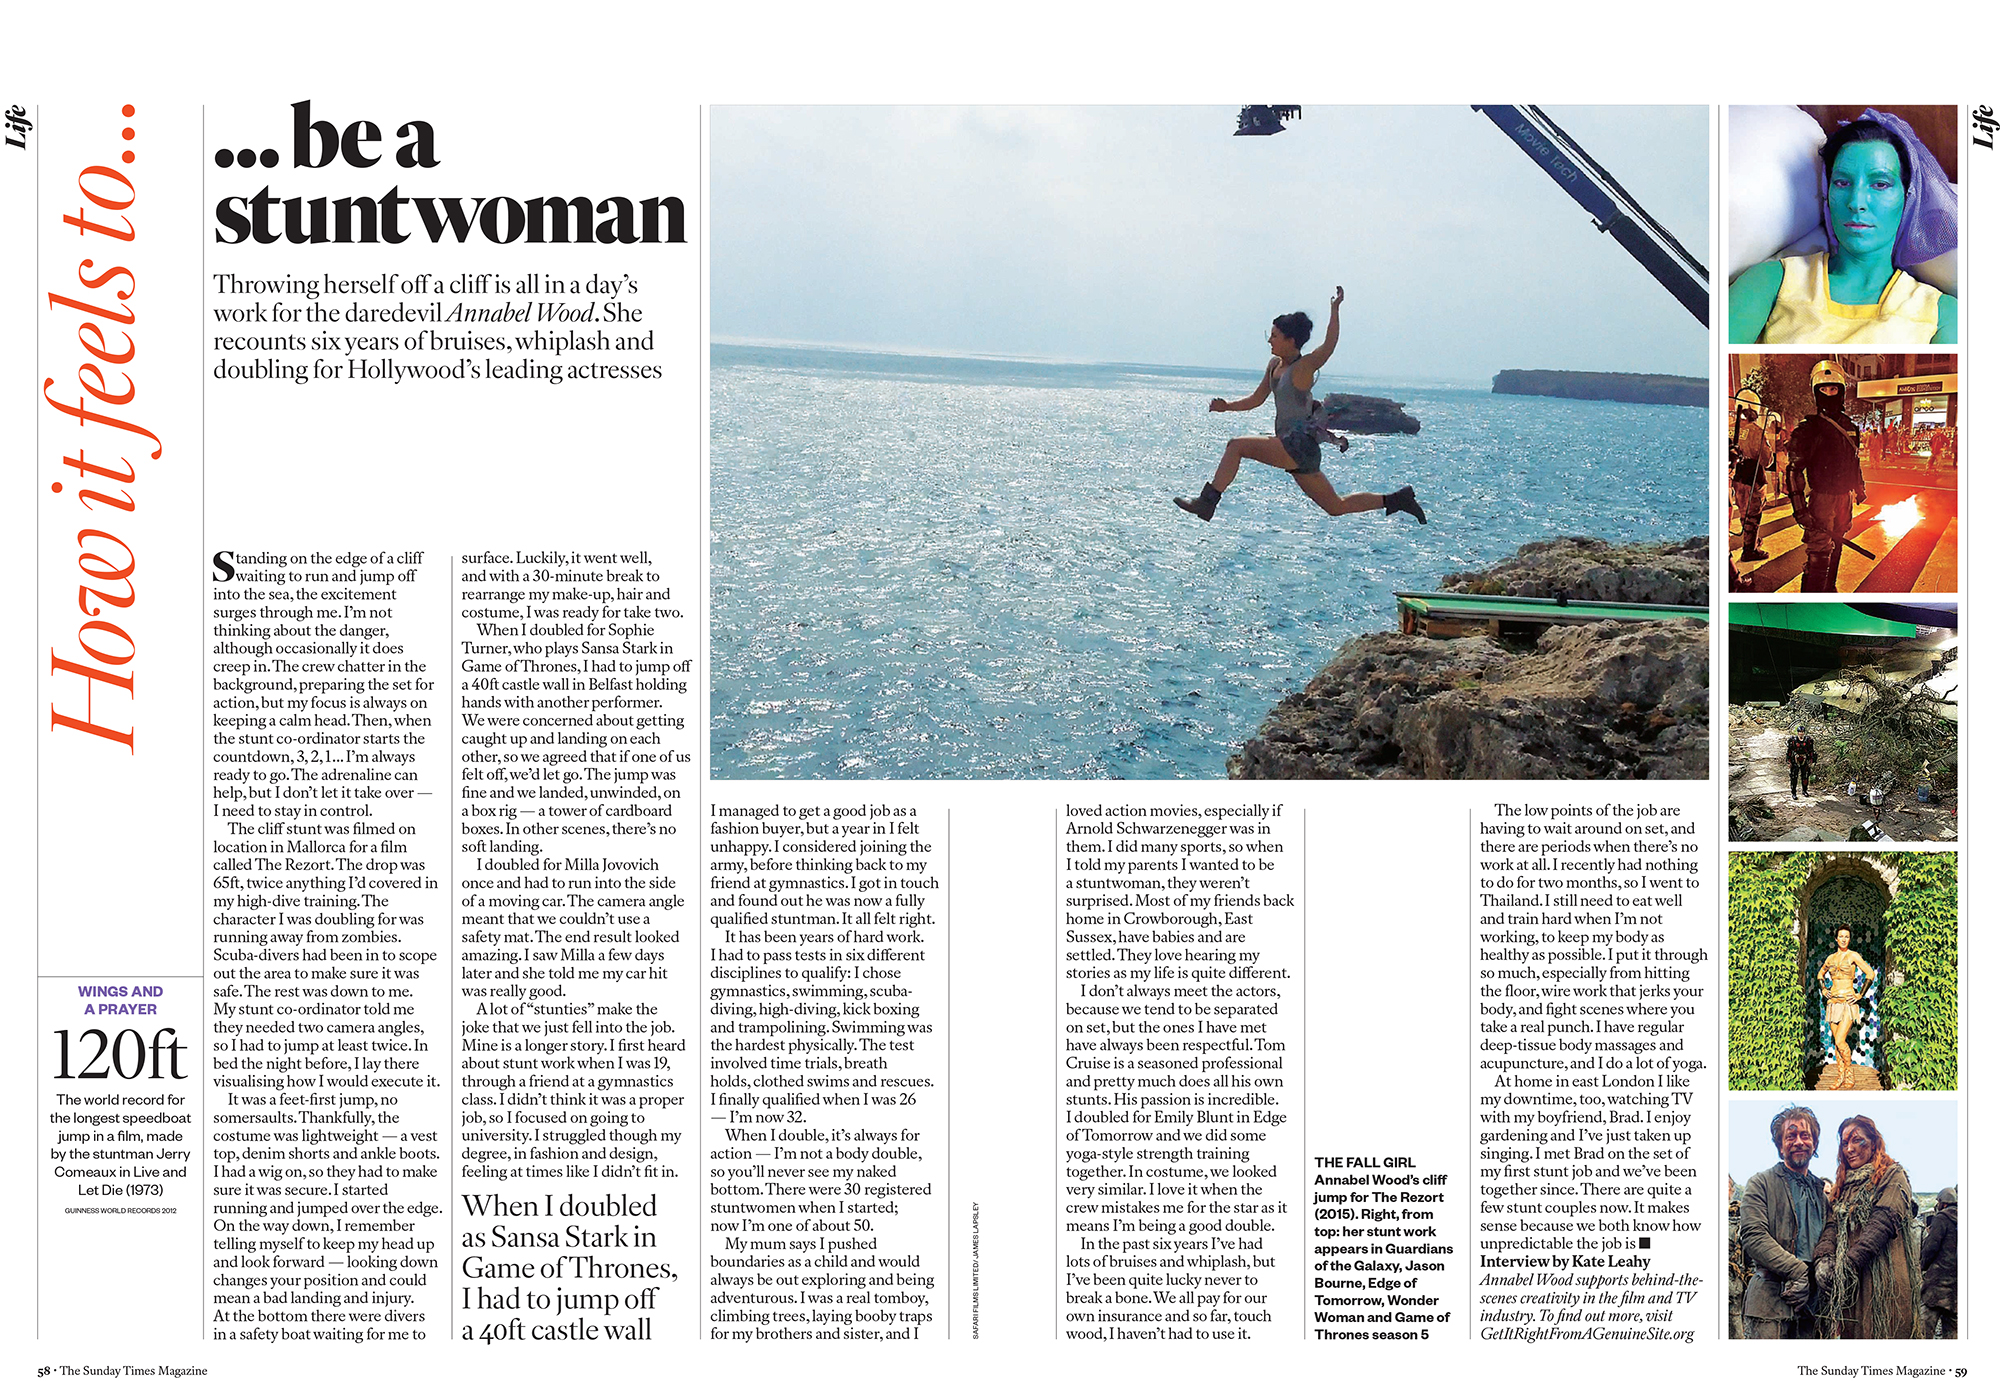 Life
How it feels to...
... be a
stuntwoman
Throwing herself off a cliff is all in a day's
work for the daredevil Annabel Wood. She
recounts six years of bruises, whiplash and
doubling for Hollywood's leading actresses
Standing on the edge of a cliff
waiting to run and jump off
into the sea, the excitement
surges through me. I'm not
thinking about the danger,
although occasionally it does
creep in. The crew chatter in the
background, preparing the set for
action, but my focus is always on
keeping a calm head. Then, when
the stunt co-ordinator starts the
countdown, 3, 2, 1 ... I'm always
ready to go. The adrenaline can
help, but I don't let it take over —
I need to stay in control.
The cliff stunt was filmed on
location in Mallorca for a film
called The Rezort. The drop was
65ft, twice anything I'd covered in
my high-dive training. The
character I was doubling for was
running away from zombies.
Scuba-divers had been in to scope
out the area to make sure it was
safe. The rest was down to me.
My stunt co-ordinator told me
they needed two camera angles,
so I had to jump at least twice. In
bed the night before, I lay there
visualising how I would execute it.
It was a feet-first jump, no
somersaults. Thankfully, the
costume was lightweight — a vest
top, denim shorts and ankle boots.
I had a wig on, so they had to make
sure it was secure. I started
running and jumped over the edge.
On the way down, I remember
telling myself to keep my head up
and look forward — looking down
changes your position and could
mean a bad landing and injury.
At the bottom there were divers
in a safety boat waiting for me to
surface. Luckily, it went well,
and with a 30-minute break to
rearrange my make-up, hair and
costume, I was ready for take two.
When I doubled for Sophie
Turner, who plays Sansa Stark in
Game of Thrones, I had to jump off
a 40ft castle wall in Belfast holding
hands with another performer.
We were concerned about getting
caught up and landing on each
other, so we agreed that if one of us
felt off, we'd let go. The jump was
fine and we landed, unwinded, on
a box rig — a tower of cardboard
boxes. In other scenes, there's no
soft landing.
I doubled for Milla Jovovich
once and had to run into the side
of a moving car. The camera angle
meant that we couldn't use a
safety mat. The end result looked
amazing. I saw Milla a few days
later and she told me my car hit
was really good.
A lot of "stunties" make the
joke that we just fell into the job.
Mine is a longer story. I first heard
about stunt work when I was 19,
through a friend at a gymnastics
class. I didn't think it was a proper
job, so I focused on going to
university. I struggled though my
degree, in fashion and design,
feeling at times like I didn't fit in.
When I doubled
as Sansa Stark in
Game of Thrones,
I had to jump off
a 40ft castle wall
I managed to get a good job as a
fashion buyer, but a year in I felt
unhappy. I considered joining the
army, before thinking back to my
friend at gymnastics. I got in touch
and found out he was now a fully
qualified stuntman. It all felt right.
It has been years of hard work.
I had to pass tests in six different
disciplines to qualify: I chose
gymnastics, swimming, scuba-
diving, high-diving, kick boxing
and trampolining. Swimming was
the hardest physically. The test
involved time trials, breath
holds, clothed swims and rescues.
I finally qualified when I was 26
— I'm now 32.
When I double, it's always for
action — I'm not a body double,
so you'll never see my naked
bottom. There were 30 registered
stuntwomen when I started;
now I'm one of about 50.
My mum says I pushed
boundaries as a child and would
always be out exploring and being
adventurous. I was a real tomboy,
climbing trees, laying booby traps
for my brothers and sister, and I
loved action movies, especially if
Arnold Schwarzenegger was in
them. I did many sports, so when
I told my parents I wanted to be
a stuntwoman, they weren't
surprised. Most of my friends back
home in Crowborough, East
Sussex, have babies and are
settled. They love hearing my
stories as my life is quite different.
I don't always meet the actors,
because we tend to be separated
on set, but the ones I have met
have always been respectful. Tom
Cruise is a seasoned professional
and pretty much does all his own
stunts. His passion is incredible.
I doubled for Emily Blunt in Edge
of Tomorrow and we did some
yoga-style strength training
together. In costume, we looked
very similar. I love it when the
crew mistakes me for the star as it
means I'm being a good double.
In the past six years I've had
lots of bruises and whiplash, but
I've been quite lucky never to
break a bone. We all pay for our
own insurance and so far, touch
wood, I haven't had to use it.
The low points of the job are
having to wait around on set, and
there are periods when there's no
work at all. I recently had nothing
to do for two months, so I went to
Thailand. I still need to eat well
and train hard when I'm not
working, to keep my body as
healthy as possible. I put it through
so much, especially from hitting
the floor, wire work that jerks your
body, and fight scenes where you
take a real punch. I have regular
deep-tissue body massages and
acupuncture, and I do a lot of yoga.
At home in east London I like
my downtime, too, watching TV
with my boyfriend, Brad. I enjoy
gardening and I've just taken up
singing. I met Brad on the set of
my first stunt job and we've been
together since. There are quite a
few stunt couples now. It makes
sense because we both know how
unpredictable the job is ■
Interview by Kate Leahy
Annabel Wood supports behind-the-
scenes creativity in the film and TV
industry. To find out more, visit
GetItRightFromAGenuineSite.org
WINGS AND
A PRAYER
120ft
The world record for
the longest speedboat
jump in a film, made
by the stuntman Jerry
Comeaux in Live and
Let Die (1973)
GUINNESS WORLD RECORDS 2012
Movie Tech
SAFARI FILMS LIMITED/ JAMES LAPSLEY
THE FALL GIRL
Annabel Wood's cliff
jump for The Rezort
(2015). Right, from
top: her stunt work
appears in Guardians
of the Galaxy, Jason
Bourne, Edge of
Tomorrow, Wonder
Woman and Game of
Thrones season 5
Life
58 • The Sunday Times Magazine
The Sunday Times Magazine • 59